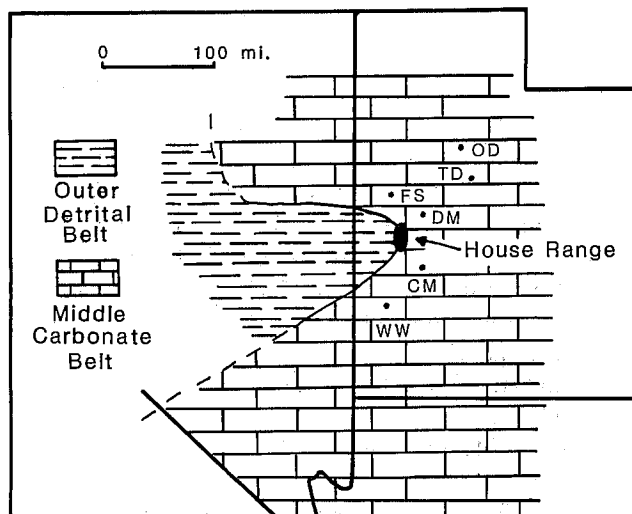 0 100 mi.
OD
TD
FS
DM
House Range
CM
WW
Outer
Detrital
Belt
Middle
Carbonate
Belt